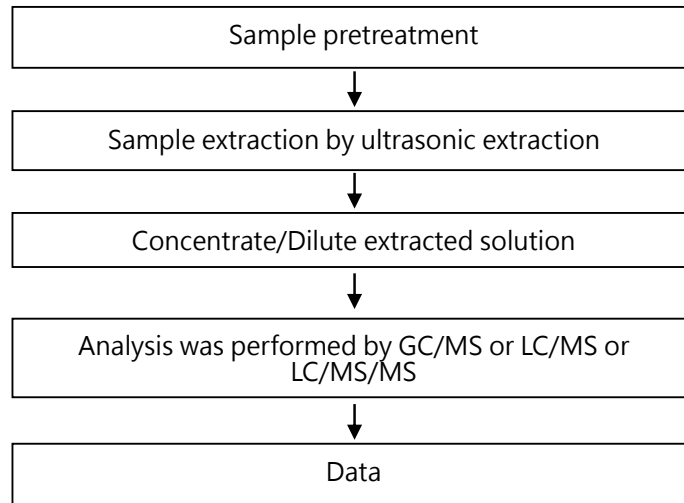 Sample pretreatment
Sample extraction by ultrasonic extraction
Concentrate/Dilute extracted solution
Analysis was performed by GC/MS or LC/MS or
LC/MS/MS
Data